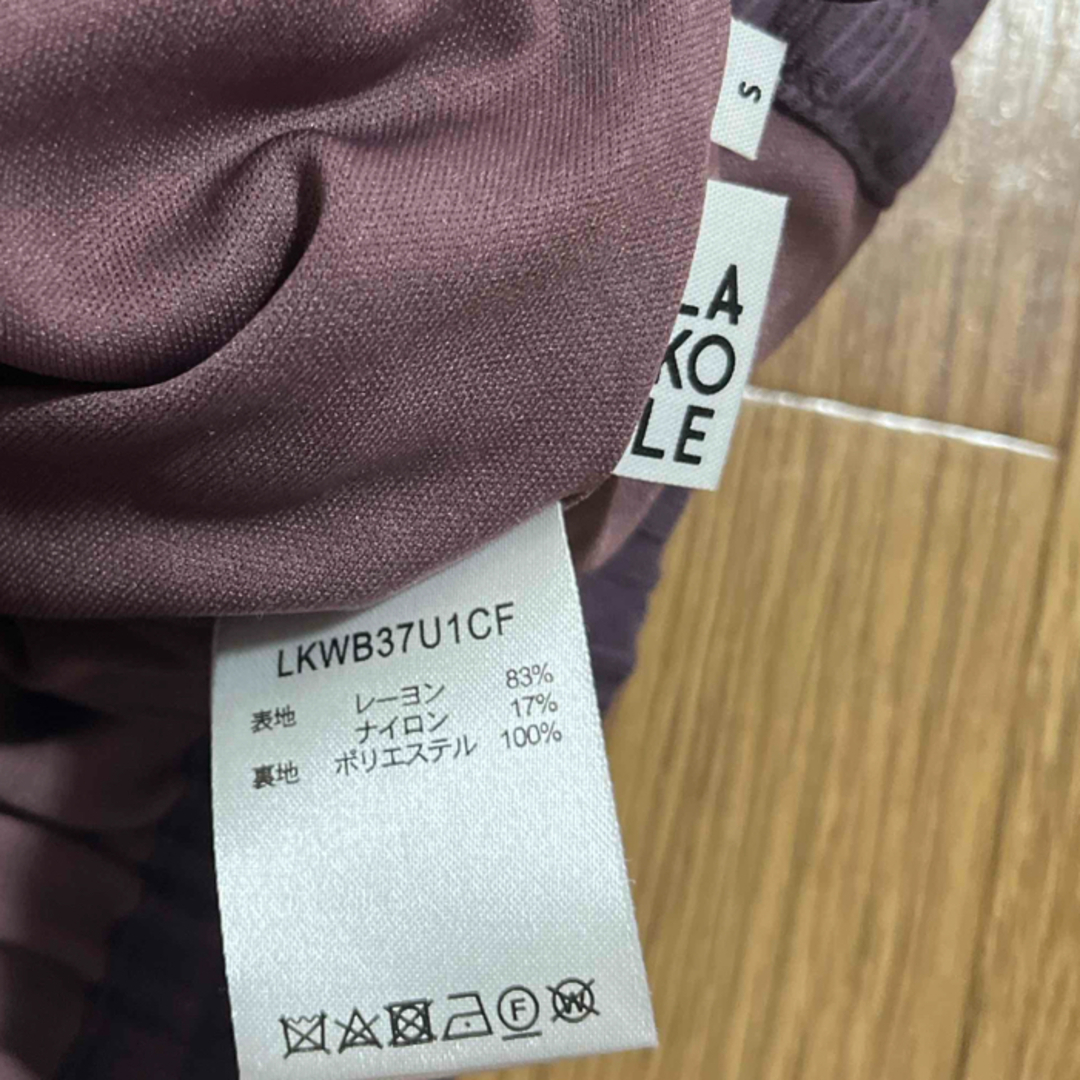 S
LA
KO
LE
LKWB37U1CF
表地 レーヨン 83%
ナイロン 17%
裏地 ポリエステル 100%
F
W